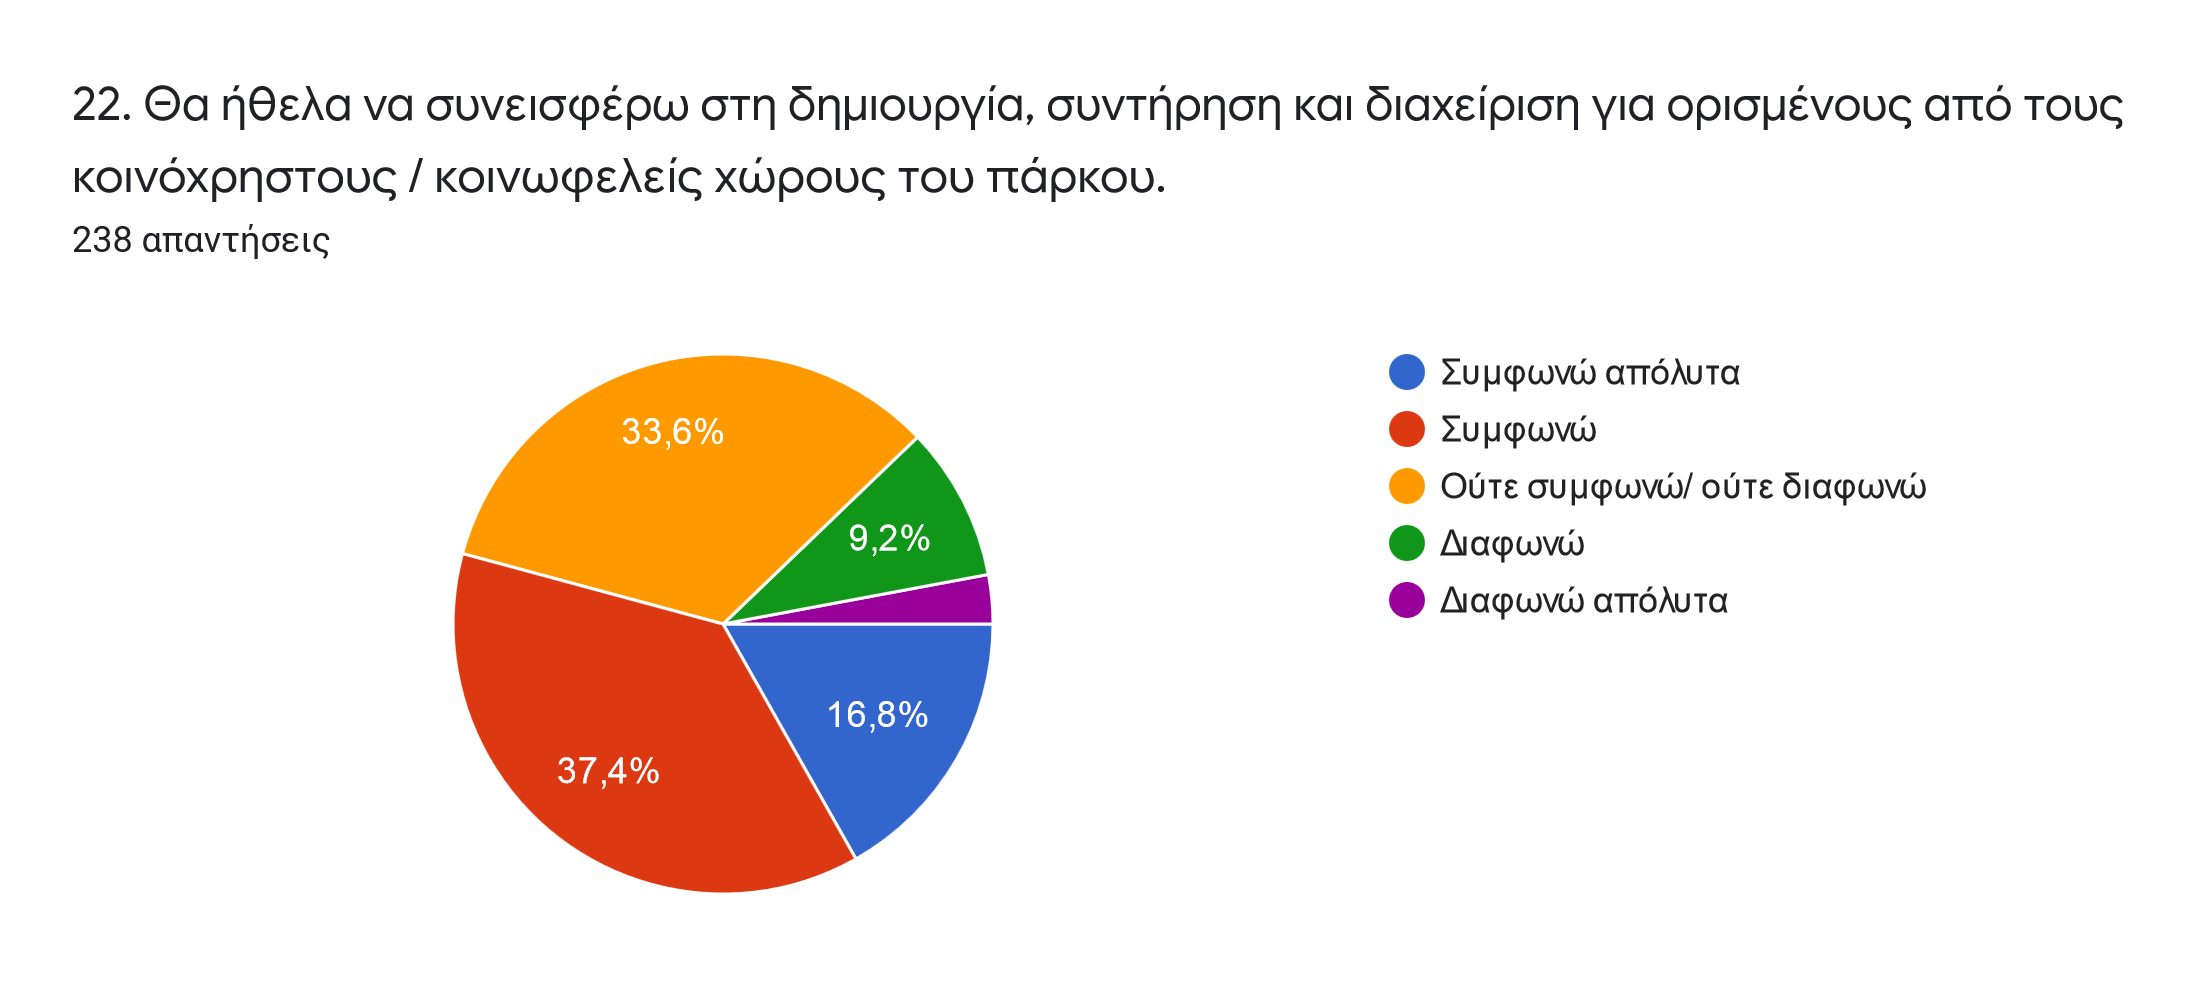 22. Θα ήθελα να συνεισφέρω στη δημιουργία, συντήρηση και διαχείριση για ορισμένους από τους
κοινόχρηστους / κοινωφελείς χώρους του πάρκου.
238 απαντήσεις
33,6%
9,2%
16,8%
37,4%
Συμφωνώ απόλυτα
Συμφωνώ
Ούτε συμφωνώ/ ούτε διαφωνώ
Διαφωνώ
Διαφωνώ απόλυτα